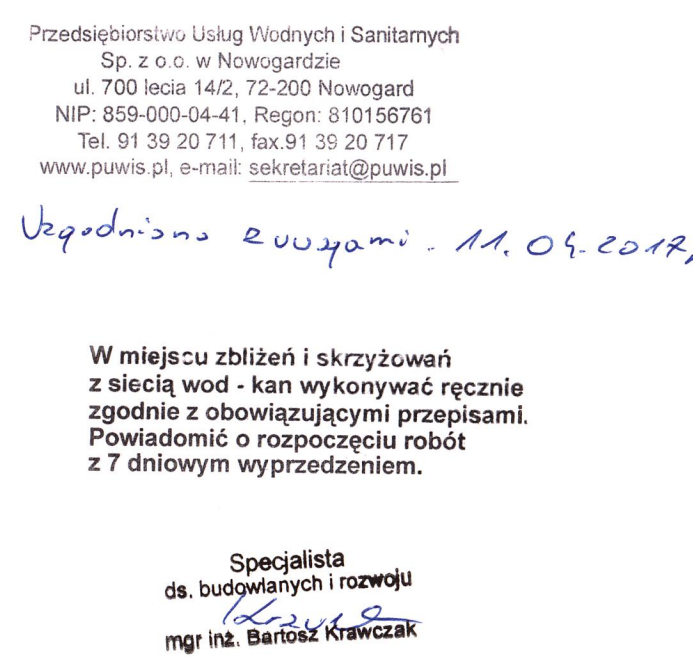 Przedsiębiorstwo Usług Wodnych i Sanitarnych
Sp. z o.o. w Nowogardzie
ul. 700 lecia 14/2, 72-200 Nowogard
NIP: 859-000-04-41, Regon: 810156761
Tel. 91 39 20 711, fax.91 39 20 717
www.puwis.pl, e-mail: sekretariat@puwis.pl
Uzgodniono z uwagami. 11.04.2017r
W miejscu zbliżeń i skrzyżowań
z siecią wod - kan wykonywać ręcznie
zgodnie z obowiązującymi przepisami.
Powiadomić o rozpoczęciu robót
z 7 dniowym wyprzedzeniem.
Specjalista
ds. budowlanych i rozwoju
mgr inż. Bartosz Krawczak